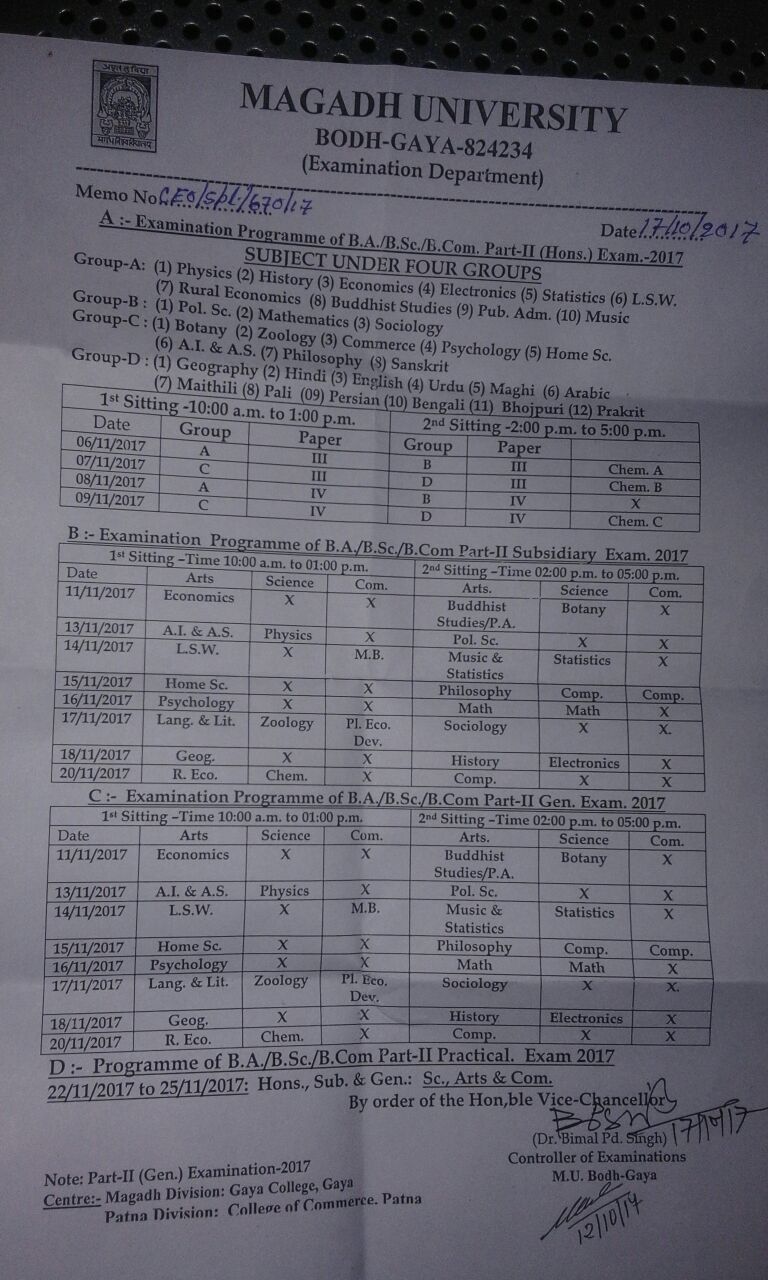 अमृतं तु विद्या
मगध विश्वविद्यालय
MAGADH UNIVERSITY
BODH-GAYA-824234
(Examination Department)
Memo No. CEO/Spl/670/17
Date 17/10/2017
A :- Examination Programme of B.A./B.Sc./B.Com. Part-II (Hons.) Exam.-2017
SUBJECT UNDER FOUR GROUPS
Group-A: (1) Physics (2) History (3) Economics (4) Electronics (5) Statistics (6) L.S.W.
(7) Rural Economics (8) Buddhist Studies (9) Pub. Adm. (10) Music
Group-B : (1) Pol. Sc. (2) Mathematics (3) Sociology
Group-C : (1) Botany (2) Zoology (3) Commerce (4) Psychology (5) Home Sc.
(6) A.I. & A.S. (7) Philosophy (8) Sanskrit
Group-D : (1) Geography (2) Hindi (3) English (4) Urdu (5) Maghi (6) Arabic
(7) Maithili (8) Pali (09) Persian (10) Bengali (11) Bhojpuri (12) Prakrit
1st Sitting -10:00 a.m. to 1:00 p.m. 2nd Sitting -2:00 p.m. to 5:00 p.m.
Date Group Paper Group Paper
06/11/2017 A III B III Chem. A
07/11/2017 C III D III Chem. B
08/11/2017 A IV B IV X
09/11/2017 C IV D IV Chem. C
B :- Examination Programme of B.A./B.Sc./B.Com Part-II Subsidiary Exam. 2017
1st Sitting –Time 10:00 a.m. to 01:00 p.m. 2nd Sitting –Time 02:00 p.m. to 05:00 p.m.
Date Arts Science Com. Arts. Science Com.
11/11/2017 Economics X X Buddhist Botany X
Studies/P.A.
13/11/2017 A.I. & A.S. Physics X Pol. Sc. X X
14/11/2017 L.S.W. X M.B. Music & Statistics X
Statistics
15/11/2017 Home Sc. X X Philosophy Comp. Comp.
16/11/2017 Psychology X X Math Math X
17/11/2017 Lang. & Lit. Zoology Pl. Eco. Sociology X X.
Dev.
18/11/2017 Geog. X X History Electronics X
20/11/2017 R. Eco. Chem. X Comp. X X
C :- Examination Programme of B.A./B.Sc./B.Com Part-II Gen. Exam. 2017
1st Sitting –Time 10:00 a.m. to 01:00 p.m. 2nd Sitting –Time 02:00 p.m. to 05:00 p.m.
Date Arts Science Com. Arts. Science Com.
11/11/2017 Economics X X Buddhist Botany X
Studies/P.A.
13/11/2017 A.I. & A.S. Physics X Pol. Sc. X X
14/11/2017 L.S.W. X M.B. Music & Statistics X
Statistics
15/11/2017 Home Sc. X X Philosophy Comp. Comp.
16/11/2017 Psychology X X Math Math X
17/11/2017 Lang. & Lit. Zoology Pl. Eco. Sociology X X.
Dev.
18/11/2017 Geog. X X History Electronics X
20/11/2017 R. Eco. Chem. X Comp. X X
D :- Programme of B.A./B.Sc./B.Com Part-II Practical. Exam 2017
22/11/2017 to 25/11/2017: Hons., Sub. & Gen.: Sc., Arts & Com.
By order of the Hon,ble Vice-Chancellor
17/10/17
(Dr. Bimal Pd. Singh)
Controller of Examinations
M.U. Bodh-Gaya
12/10/17
Note: Part-II (Gen.) Examination-2017
Centre:- Magadh Division: Gaya College, Gaya
Patna Division: College of Commerce, Patna